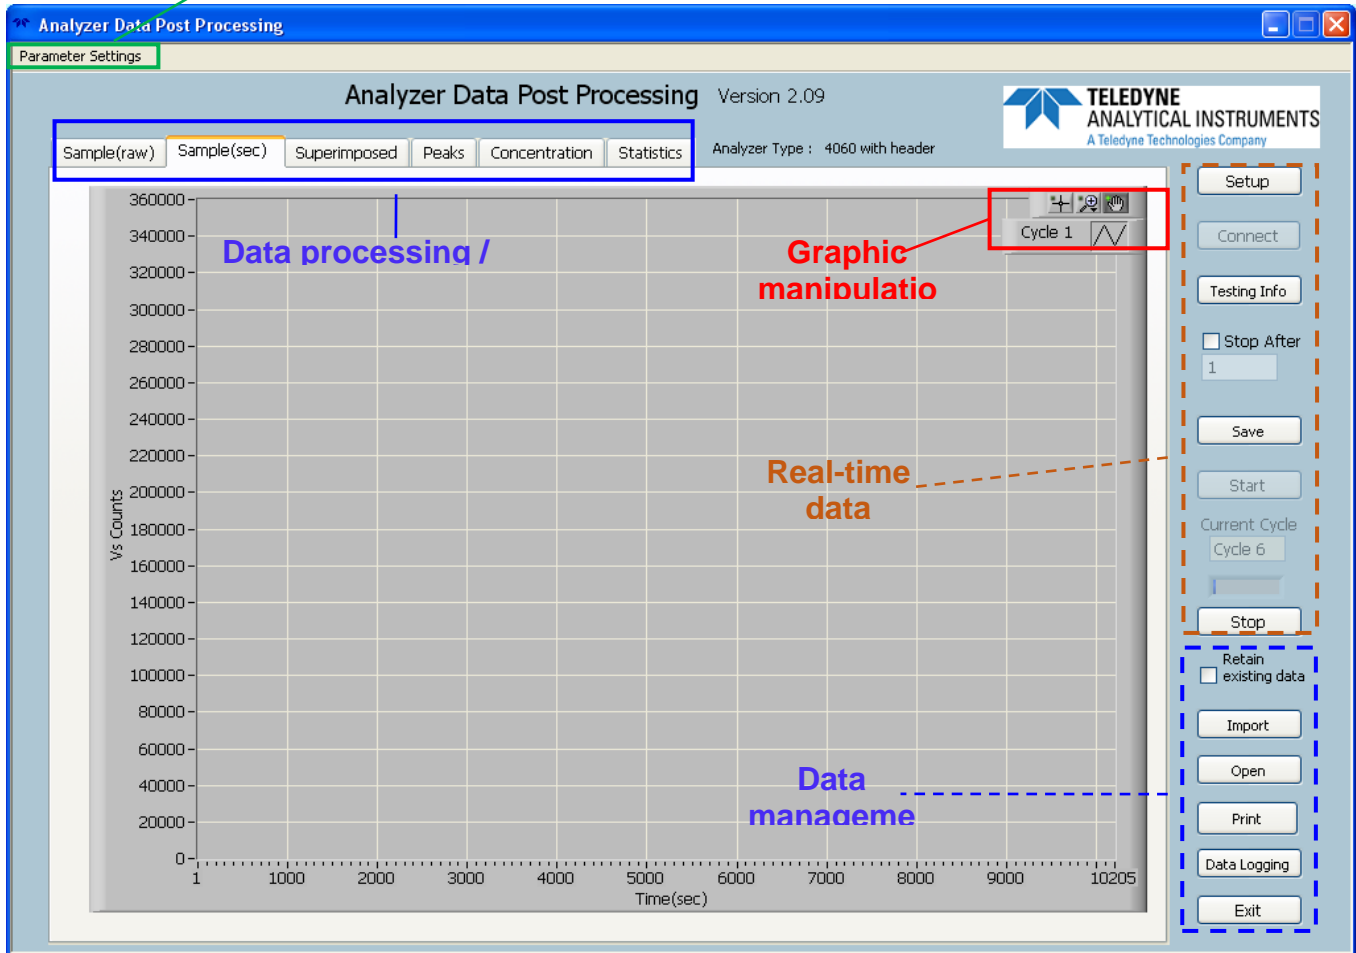 Analyzer Data Post Processing
Parameter Settings
Analyzer Data Post Processing Version 2.09
TELEDYNE
ANALYTICAL INSTRUMENTS
A Teledyne Technologies Company
Sample(raw) Sample(sec) Superimposed Peaks Concentration Statistics
Analyzer Type : 4060 with header
Setup
Connect
Testing Info
Stop After
1
Save
Start
Current Cycle
Cycle 6
Stop
Retain
existing data
Import
Open
Print
Data Logging
Exit
Cycle 1
Data processing /
Graphic
manipulatio
Real-time
data
Data
manageme
Vs Counts
360000
340000
320000
300000
280000
260000
240000
220000
200000
180000
160000
140000
120000
100000
80000
60000
40000
20000
0
1 1000 2000 3000 4000 5000 6000 7000 8000 9000 10205
Time(sec)